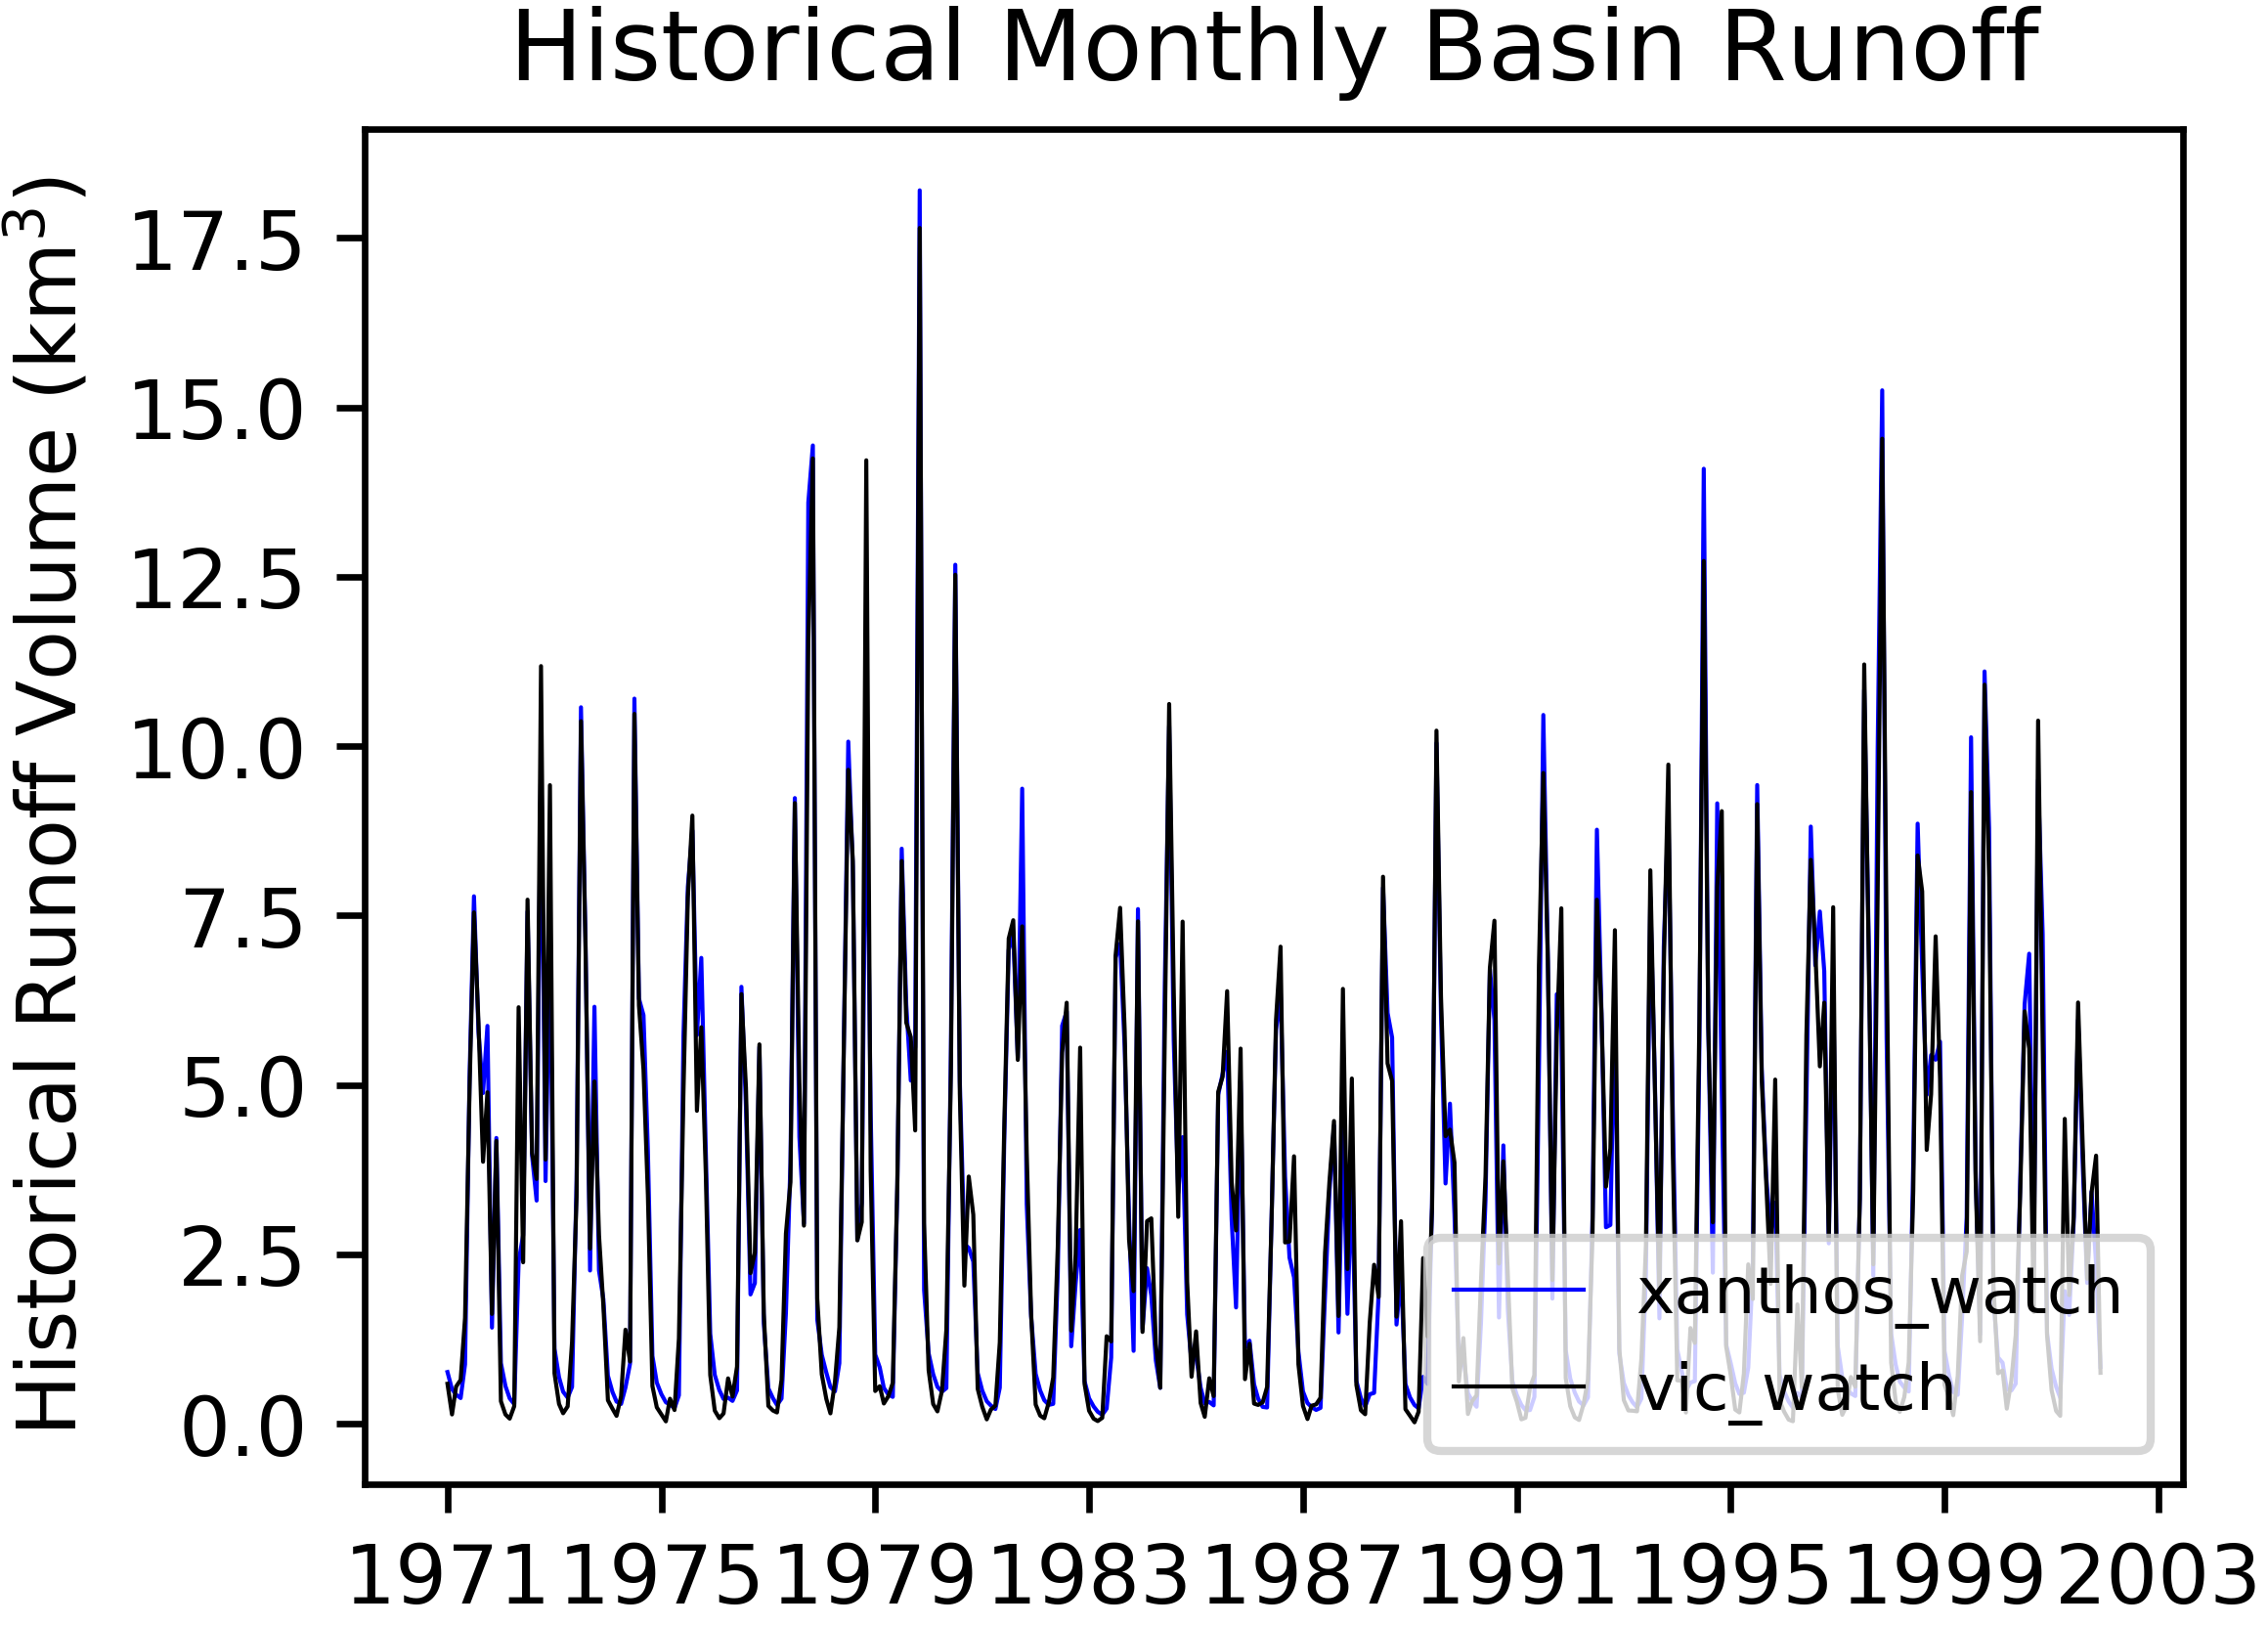 Historical Monthly Basin Runoff
Historical Runoff Volume (km³)
17.5
15.0
12.5
10.0
7.5
5.0
2.5
0.0
xanthos_watch
vic_watch
1971 1975 1979 1983 1987 1991 1995 1999 2003